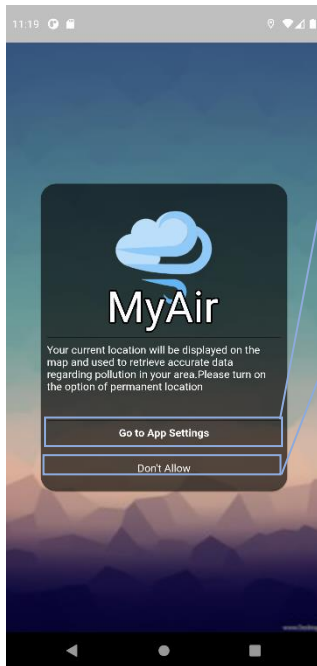 11:19
MyAir
Your current location will be displayed on the
map and used to retrieve accurate data
regarding pollution in your area.Please turn on
the option of permanent location
Go to App Settings
Don't Allow